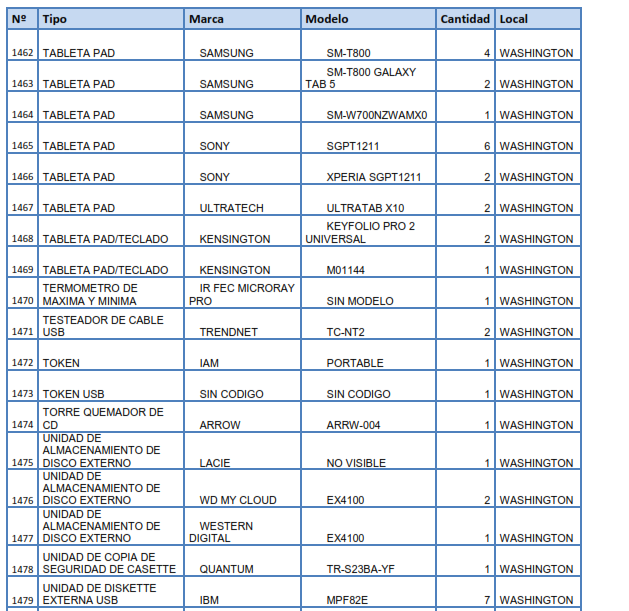 Nº Tipo Marca Modelo Cantidad Local
1462 TABLETA PAD SAMSUNG SM-T800 4 WASHINGTON
SM-T800 GALAXY
1463 TABLETA PAD SAMSUNG TAB 5 2 WASHINGTON
1464 TABLETA PAD SAMSUNG SM-W700NZWAMX0 1 WASHINGTON
1465 TABLETA PAD SONY SGPT1211 6 WASHINGTON
1466 TABLETA PAD SONY XPERIA SGPT1211 2 WASHINGTON
1467 TABLETA PAD ULTRATECH ULTRATAB X10 2 WASHINGTON
KEYFOLIO PRO 2
1468 TABLETA PAD/TECLADO KENSINGTON UNIVERSAL 2 WASHINGTON
1469 TABLETA PAD/TECLADO KENSINGTON M01144 1 WASHINGTON
TERMOMETRO DE IR FEC MICRORAY
1470 MAXIMA Y MINIMA PRO SIN MODELO 1 WASHINGTON
TESTEADOR DE CABLE
1471 USB TRENDNET TC-NT2 2 WASHINGTON
1472 TOKEN IAM PORTABLE 1 WASHINGTON
1473 TOKEN USB SIN CODIGO SIN CODIGO 1 WASHINGTON
TORRE QUEMADOR DE
1474 CD ARROW ARRW-004 1 WASHINGTON
UNIDAD DE
ALMACENAMIENTO DE
1475 DISCO EXTERNO LACIE NO VISIBLE 1 WASHINGTON
UNIDAD DE
ALMACENAMIENTO DE
1476 DISCO EXTERNO WD MY CLOUD EX4100 2 WASHINGTON
UNIDAD DE
ALMACENAMIENTO DE WESTERN
1477 DISCO EXTERNO DIGITAL EX4100 1 WASHINGTON
UNIDAD DE COPIA DE
1478 SEGURIDAD DE CASETTE QUANTUM TR-S23BA-YF 1 WASHINGTON
UNIDAD DE DISKETTE
1479 EXTERNA USB IBM MPF82E 7 WASHINGTON